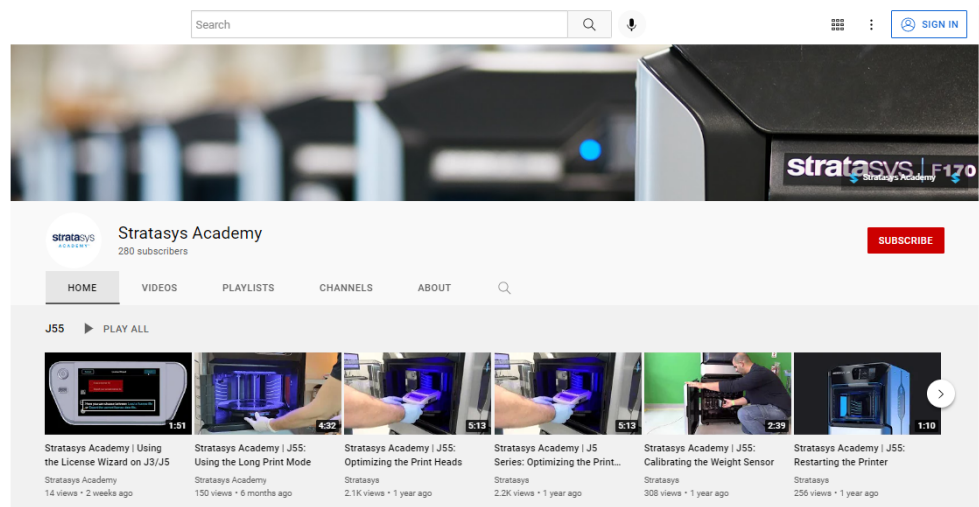 Search
SIGN IN
stratasys | F170
Stratasys Academy
stratasys
ACADEMY
Stratasys Academy
280 subscribers
SUBSCRIBE
HOME
VIDEOS
PLAYLISTS
CHANNELS
ABOUT
J55
PLAY ALL
1:51
4:32
5:13
5:13
2:39
1:10
Stratasys Academy | Using
the License Wizard on J3/J5
Stratasys Academy
14 views • 2 weeks ago
Stratasys Academy | J55:
Using the Long Print Mode
Stratasys Academy
150 views • 6 months ago
Stratasys Academy | J55:
Optimizing the Print Heads
Stratasys
2.1K views • 1 year ago
Stratasys Academy | J5
Series: Optimizing the Print...
Stratasys
2.2K views • 1 year ago
Stratasys Academy | J55:
Calibrating the Weight Sensor
Stratasys
308 views • 1 year ago
Stratasys Academy | J55:
Restarting the Printer
Stratasys
256 views • 1 year ago